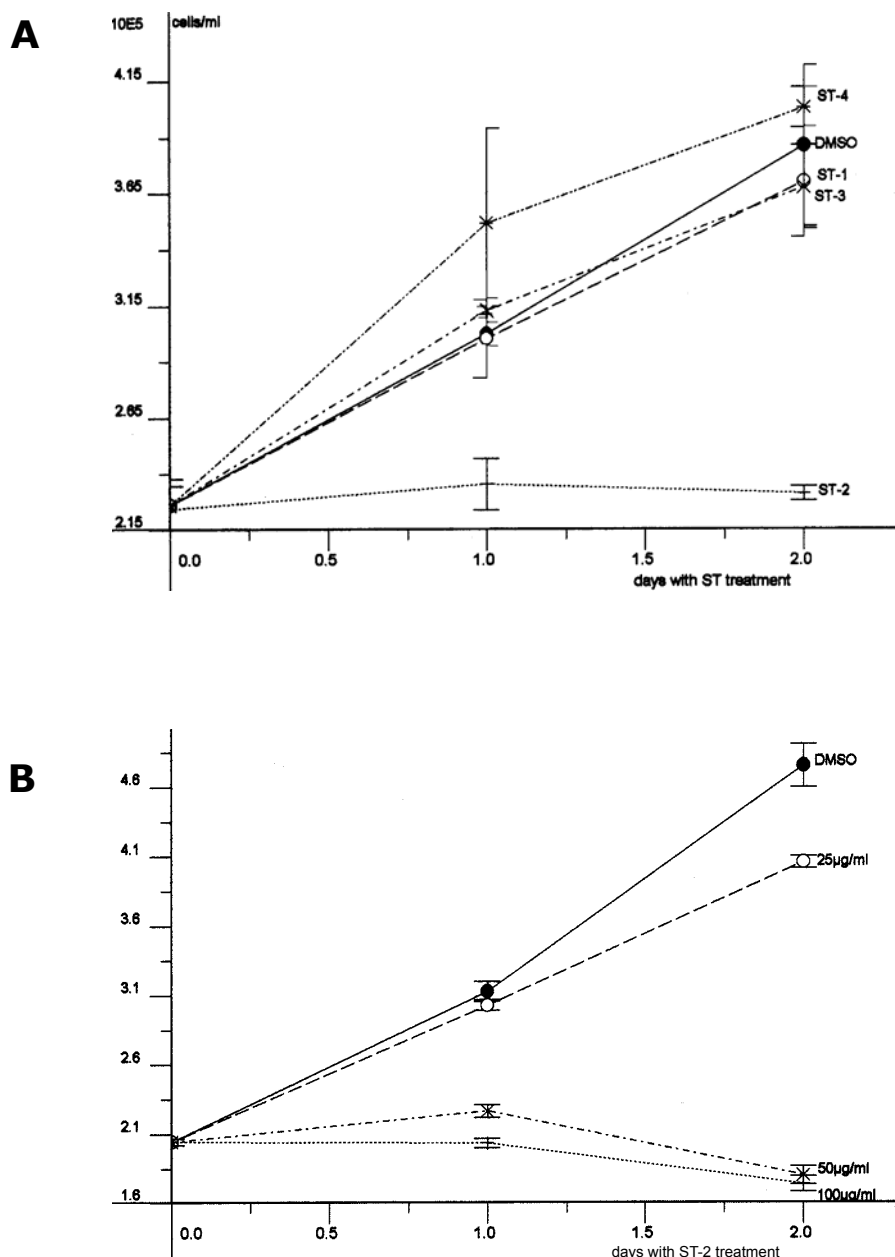 A
10E5 cells/ml
4.15
ST-4
DMSO
3.65
ST-1
ST-3
3.15
2.65
ST-2
2.15
0.0 0.5 1.0 1.5 2.0
days with ST treatment
B
DMSO
4.6
4.1
25µg/ml
3.6
3.1
2.6
2.1
50µg/ml
100µg/ml
1.6
0.0 0.5 1.0 1.5 2.0
days with ST-2 treatment